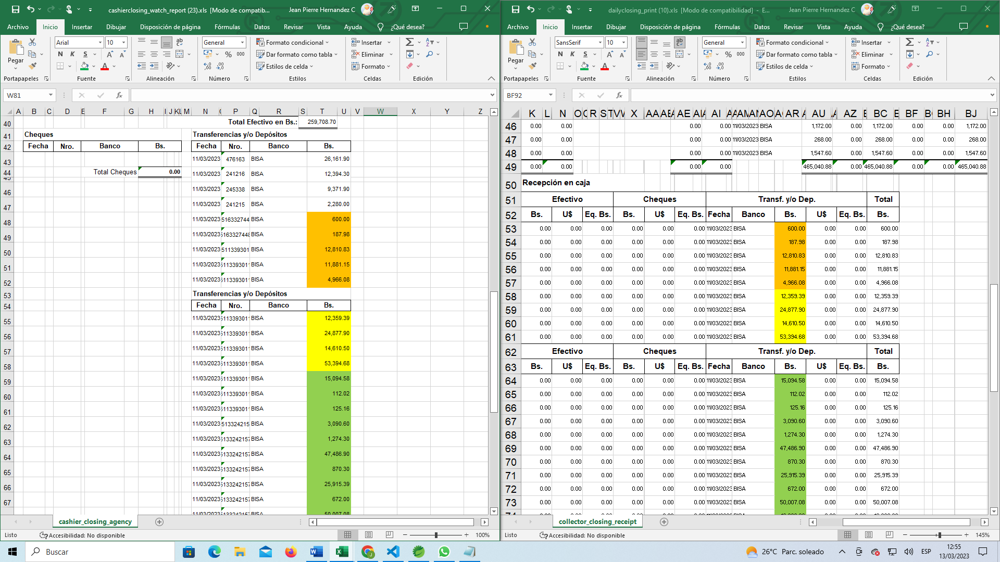 cashierclosing_watch_report (23).xls [Modo de compatib... Jean Pierre Hernandez C
Archivo Inicio Insertar Dibujar Disposición de página Fórmulas Datos Revisar Vista Ayuda ¿Qué desea?
Pegar Arial 10 General Formato condicional Insertar
N K S Dar formato como tabla Eliminar
Estilos de celda Formato
Portapapeles Fuente Alineación Número Estilos Celdas Edición
W81
A B C D E F G H I J K L M N P Q R S T U V W X Y Z
40 Total Efectivo en Bs.: 259,708.70
41 Cheques Transferencias y/o Depósitos
42 Fecha Nro. Banco Bs. Fecha Nro. Banco Bs.
43 11/03/2023 476163 BISA 26,161.90
44 Total Cheques 0.00 11/03/2023 241216 BISA 12,394.30
45
46 11/03/2023 245338 BISA 9,371.90
47 11/03/2023 241215 BISA 2,280.00
48 11/03/2023 516332744 BISA 600.00
49 11/03/2023 5163327448 BISA 187.98
50 11/03/2023 511339301 BISA 12,810.83
51 11/03/2023 5113393011 BISA 11,881.15
52 11/03/2023 5113393011 BISA 4,966.08
53 Transferencias y/o Depósitos
54 Fecha Nro. Banco Bs.
55 11/03/2023 5113393011 BISA 12,359.39
56 11/03/2023 5113393011 BISA 24,877.90
57 11/03/2023 5113393011 BISA 14,610.50
58 11/03/2023 5113393011 BISA 53,394.68
59 11/03/2023 5113393011 BISA 15,094.58
60 11/03/2023 5113393011 BISA 112.02
61 11/03/2023 5113393011 BISA 125.16
62 11/03/2023 513324215 BISA 3,090.60
63 11/03/2023 5133242157 BISA 1,274.30
64 11/03/2023 5133242157 BISA 47,486.90
65 11/03/2023 5133242157 BISA 870.30
66 11/03/2023 5133242157 BISA 25,915.39
67 11/03/2023 5133242157 BISA 672.00
11/03/2023 5133242157 BISA 50,007.08
cashier_closing_agency
Listo Accesibilidad: No disponible 100%
dailyclosing_print (10).xls [Modo de compatibilidad] - E... Jean Pierre Hernandez C
Archivo Inicio Insertar Dibujar Disposición de página Fórmulas Datos Revisar Vista Ayuda ¿Qué desea?
Pegar SansSerif 10 General Formato condicional Insertar
N K S Dar formato como tabla Eliminar
Estilos de celda Formato
Portapapeles Fuente Alineación Número Estilos Celdas Edición
BF92
K L N R S X AE AI AO AR AU AZ BC BF BH BJ
46 0.00 0.00 0.00 0.00 11/03/2023 BISA 1,172.00 0.00 1,172.00 0.00 0.00 1,172.00
47 0.00 0.00 0.00 0.00 11/03/2023 BISA 268.00 0.00 268.00 0.00 0.00 268.00
48 0.00 0.00 0.00 0.00 11/03/2023 BISA 1,547.60 0.00 1,547.60 0.00 0.00 1,547.60
49 0.00 0.00 0.00 0.00 465,040.88 0.00 465,040.88 0.00 0.00 465,040.88
50 Recepción en caja
51 Efectivo Cheques Transf. y/o Dep. Total
52 Bs. U$ Eq. Bs. Bs. U$ Eq. Bs. Fecha Banco Bs. U$ Eq. Bs. Bs.
53 0.00 0.00 0.00 0.00 0.00 0.00 11/03/2023 BISA 600.00 0.00 0.00 600.00
54 0.00 0.00 0.00 0.00 0.00 0.00 11/03/2023 BISA 187.98 0.00 0.00 187.98
55 0.00 0.00 0.00 0.00 0.00 0.00 11/03/2023 BISA 12,810.83 0.00 0.00 12,810.83
56 0.00 0.00 0.00 0.00 0.00 0.00 11/03/2023 BISA 11,881.15 0.00 0.00 11,881.15
57 0.00 0.00 0.00 0.00 0.00 0.00 11/03/2023 BISA 4,966.08 0.00 0.00 4,966.08
58 0.00 0.00 0.00 0.00 0.00 0.00 11/03/2023 BISA 12,359.39 0.00 0.00 12,359.39
59 0.00 0.00 0.00 0.00 0.00 0.00 11/03/2023 BISA 24,877.90 0.00 0.00 24,877.90
60 0.00 0.00 0.00 0.00 0.00 0.00 11/03/2023 BISA 14,610.50 0.00 0.00 14,610.50
61 0.00 0.00 0.00 0.00 0.00 0.00 11/03/2023 BISA 53,394.68 0.00 0.00 53,394.68
62 Efectivo Cheques Transf. y/o Dep. Total
63 Bs. U$ Eq. Bs. Bs. U$ Eq. Bs. Fecha Banco Bs. U$ Eq. Bs. Bs.
64 0.00 0.00 0.00 0.00 0.00 0.00 11/03/2023 BISA 15,094.58 0.00 0.00 15,094.58
65 0.00 0.00 0.00 0.00 0.00 0.00 11/03/2023 BISA 112.02 0.00 0.00 112.02
66 0.00 0.00 0.00 0.00 0.00 0.00 11/03/2023 BISA 125.16 0.00 0.00 125.16
67 0.00 0.00 0.00 0.00 0.00 0.00 11/03/2023 BISA 3,090.60 0.00 0.00 3,090.60
68 0.00 0.00 0.00 0.00 0.00 0.00 11/03/2023 BISA 1,274.30 0.00 0.00 1,274.30
69 0.00 0.00 0.00 0.00 0.00 0.00 11/03/2023 BISA 47,486.90 0.00 0.00 47,486.90
70 0.00 0.00 0.00 0.00 0.00 0.00 11/03/2023 BISA 870.30 0.00 0.00 870.30
71 0.00 0.00 0.00 0.00 0.00 0.00 11/03/2023 BISA 25,915.39 0.00 0.00 25,915.39
72 0.00 0.00 0.00 0.00 0.00 0.00 11/03/2023 BISA 672.00 0.00 0.00 672.00
73 0.00 0.00 0.00 0.00 0.00 0.00 11/03/2023 BISA 50,007.08 0.00 0.00 50,007.08
collector_closing_receipt
Listo Accesibilidad: No disponible 145%
Buscar 26°C Parc. soleado ESP 12:55
13/03/2023